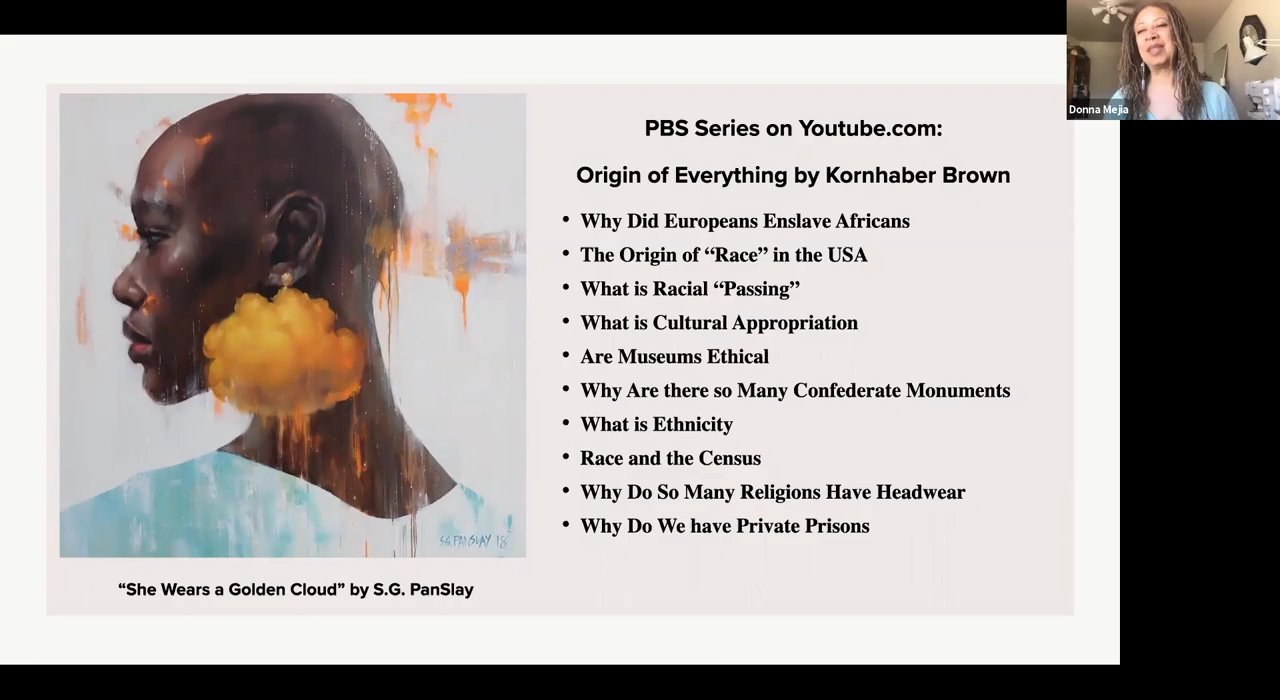 Donna Mejia
PBS Series on Youtube.com:
Origin of Everything by Kornhaber Brown
• Why Did Europeans Enslave Africans
• The Origin of “Race” in the USA
• What is Racial “Passing”
• What is Cultural Appropriation
• Are Museums Ethical
• Why Are there so Many Confederate Monuments
• What is Ethnicity
• Race and the Census
• Why Do So Many Religions Have Headwear
• Why Do We have Private Prisons
S.G. PANSLAY 18
“She Wears a Golden Cloud” by S.G. PanSlay